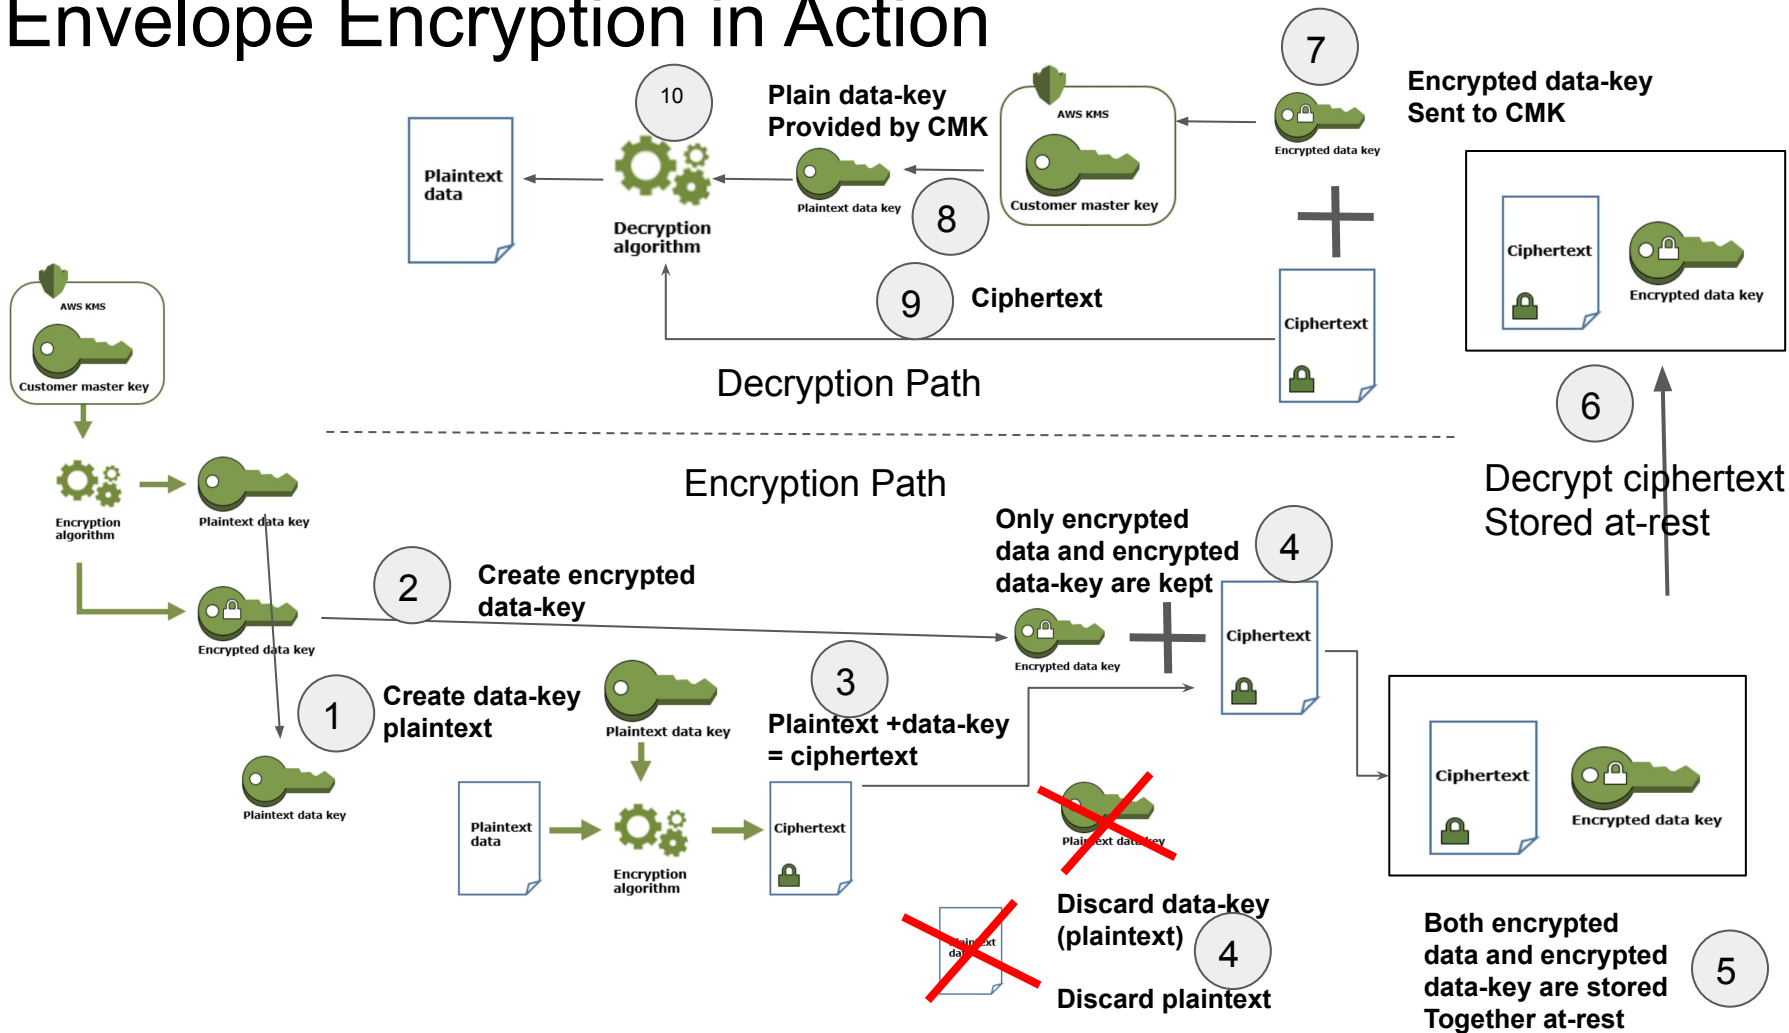 Envelope Encryption in Action
7
Encrypted data-key
Sent to CMK
10
Plain data-key
Provided by CMK
AWS KMS
Customer master key
Encrypted data key
Plaintext
data
Decryption
algorithm
Plaintext data key
8
9
Ciphertext
Ciphertext
Ciphertext
Encrypted data key
Decryption Path
6
Decrypt ciphertext
Stored at-rest
AWS KMS
Customer master key
Encryption
algorithm
Plaintext data key
Encrypted data key
Encryption Path
Only encrypted
data and encrypted
data-key are kept
4
2
Create encrypted
data-key
Encrypted data key
Ciphertext
1
Create data-key
plaintext
Plaintext data key
3
Plaintext +data-key
= ciphertext
Plaintext data key
Plaintext
data
Encryption
algorithm
Ciphertext
Plaintext data key
Plaintext
data
Discard data-key
(plaintext)
4
Discard plaintext
Ciphertext
Encrypted data key
Both encrypted
data and encrypted
data-key are stored
Together at-rest
5